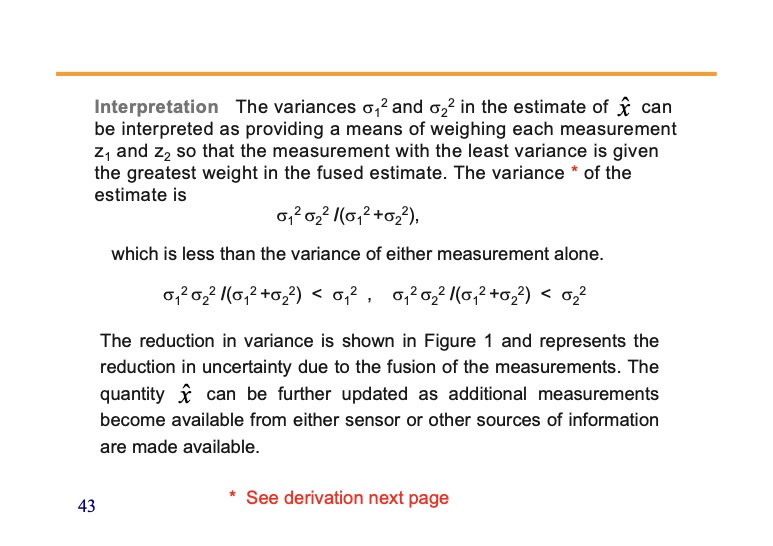 Interpretation The variances σ₁² and σ₂² in the estimate of x̂ can
be interpreted as providing a means of weighing each measurement
z₁ and z₂ so that the measurement with the least variance is given
the greatest weight in the fused estimate. The variance * of the
estimate is
σ₁² σ₂² /(σ₁² +σ₂²),
which is less than the variance of either measurement alone.
σ₁² σ₂² /(σ₁² +σ₂²) < σ₁² , σ₁² σ₂² /(σ₁² +σ₂²) < σ₂²
The reduction in variance is shown in Figure 1 and represents the
reduction in uncertainty due to the fusion of the measurements. The
quantity x̂ can be further updated as additional measurements
become available from either sensor or other sources of information
are made available.
* See derivation next page
43